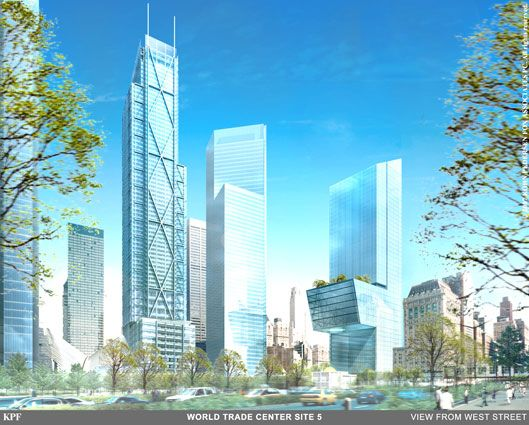 KPF
WORLD TRADE CENTER SITE 5
VIEW FROM WEST STREET